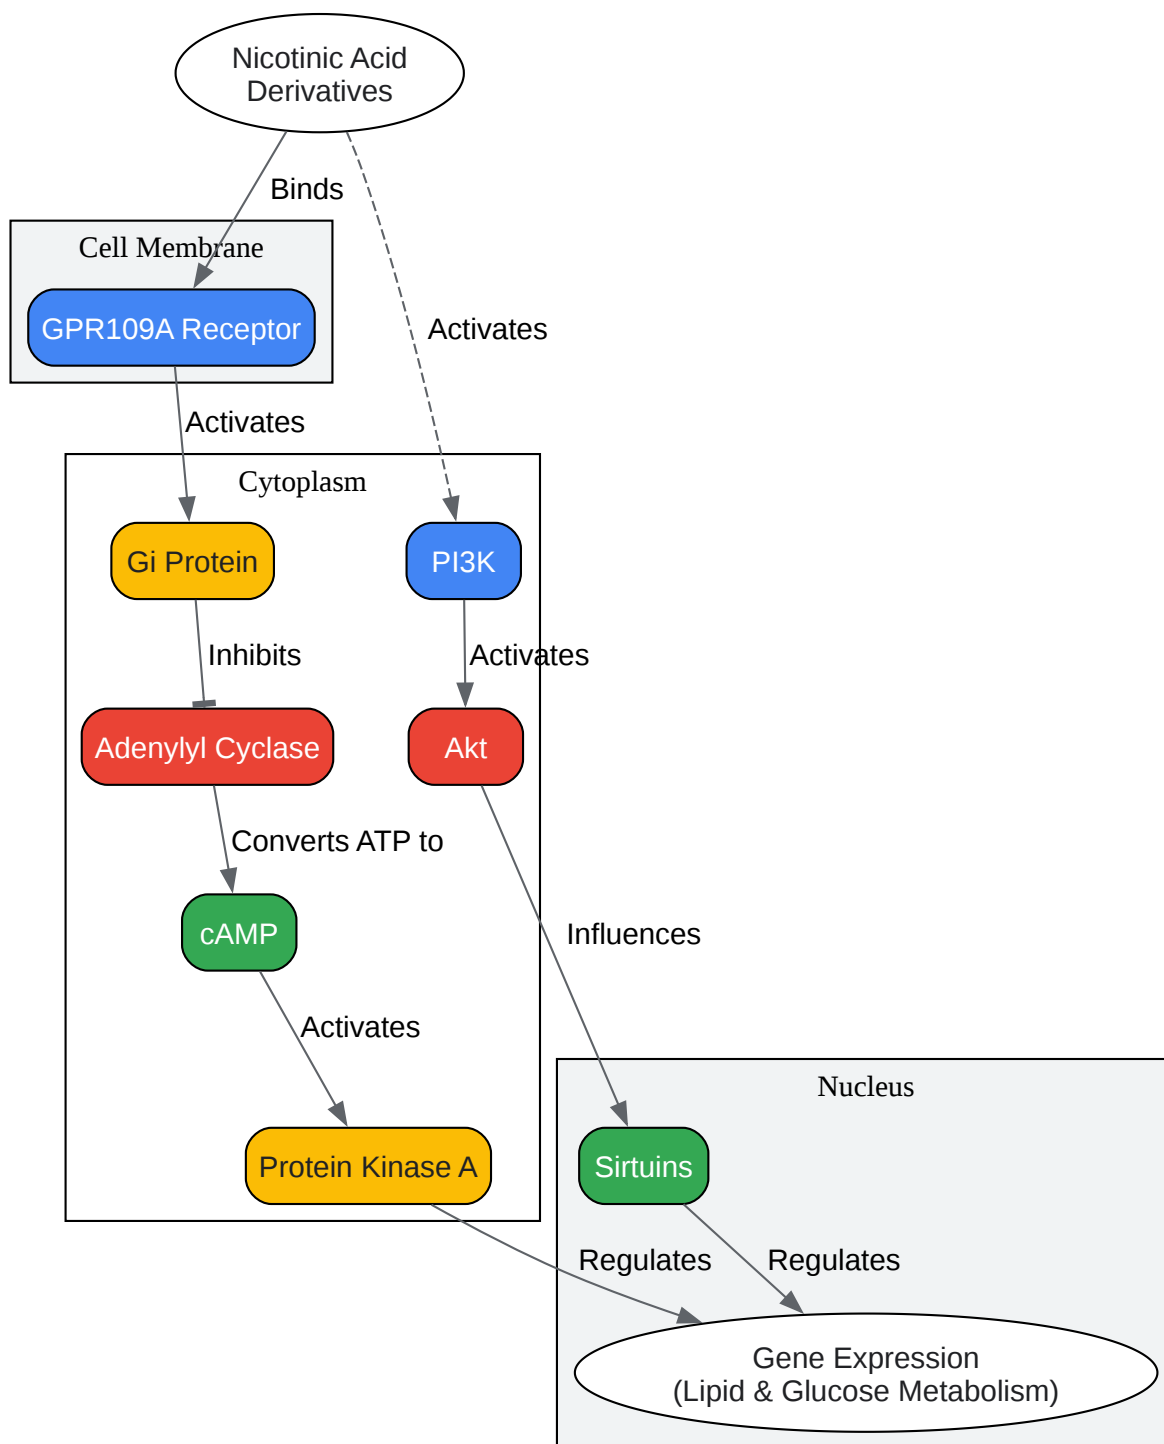 Nicotinic Acid
Derivatives
Binds
Cell Membrane
GPR109A Receptor
Activates
Activates
Cytoplasm
Gi Protein
PI3K
Inhibits
Activates
Adenylyl Cyclase
Akt
Converts ATP to
cAMP
Influences
Activates
Nucleus
Protein Kinase A
Sirtuins
Regulates
Regulates
Gene Expression
(Lipid & Glucose Metabolism)